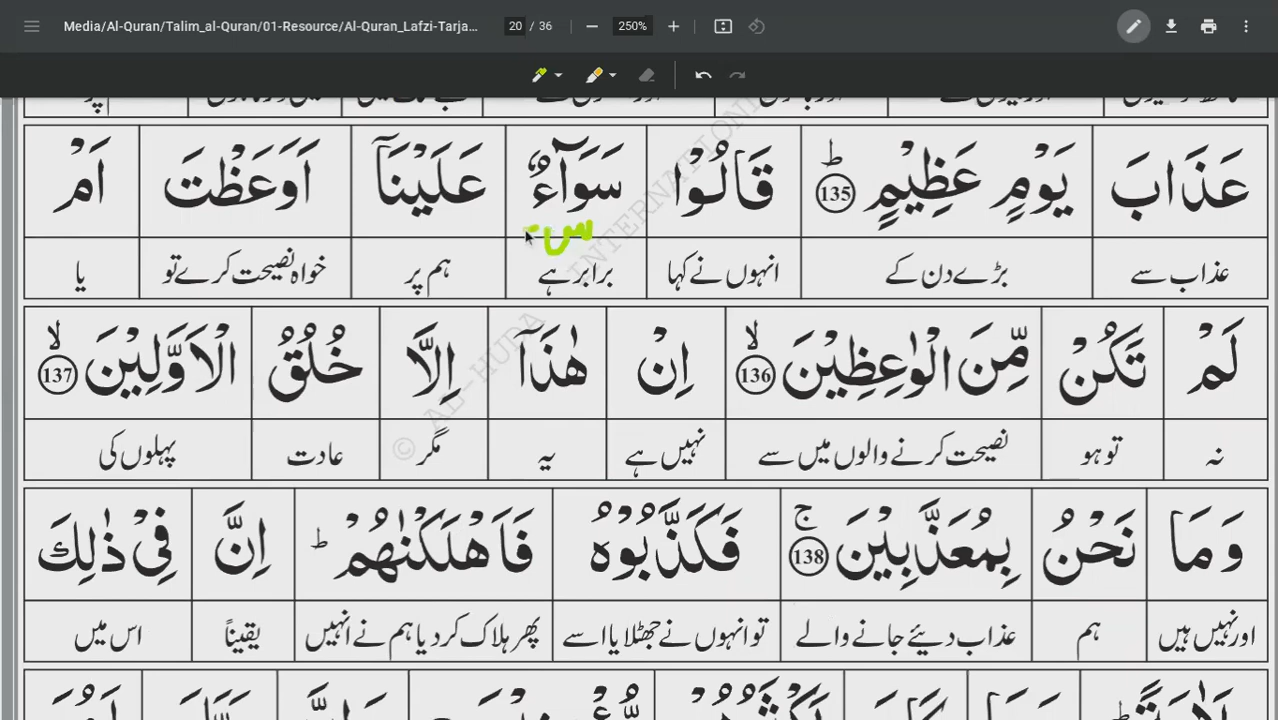 Media/Al-Quran/Talim_al-Quran/01-Resource/Al-Quran_Lafzi-Tarja... 20 / 36 250%
عَذَابَ يَوْمٍ عَظِيْمٍ ؕ 135 قَالُوْا سَوَآءٌ عَلَيْنَاۤ اَوَعَظْتَ اَمْ
س
عذاب سے بڑے دن کے انہوں نے کہا برابر ہے ہم پر خواہ نصیحت کرے تو یا
لَمْ تَكُنْ مِّنَ الْوٰعِظِيْنَ ۙ 136 اِنْ هٰذَاۤ اِلَّا خُلُقُ الْاَوَّلِيْنَ ۙ 137
نہ تو ہو نصیحت کرنے والوں میں سے نہیں ہے یہ مگر عادت پہلوں کی
وَمَا نَحْنُ بِمُعَذَّبِيْنَ ۚ 138 فَكَذَّبُوْهُ فَاَهْلَكْنٰهُمْ ؕ اِنَّ فِيْ ذٰلِكَ
اور نہیں ہیں ہم عذاب دیئے جانے والے تو انہوں نے جھٹلایا اسے پھر ہلاک کر دیا ہم نے انہیں یقیناً اس میں
© AL-HUDA INTERNATIONAL